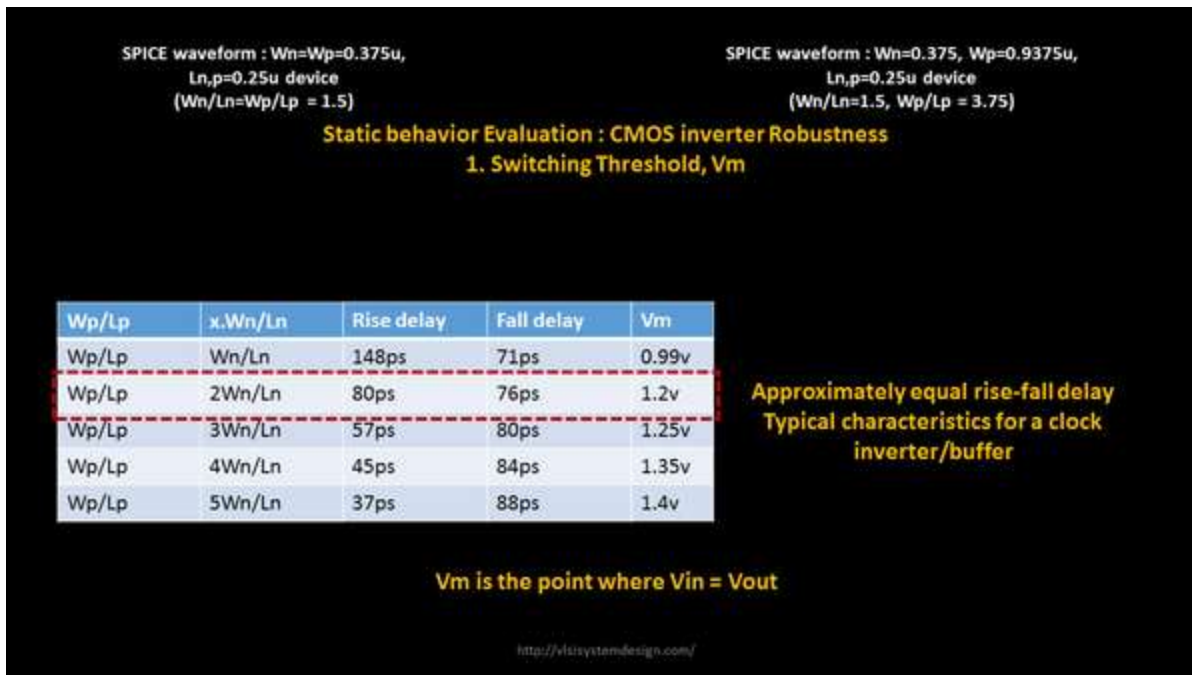 SPICE waveform : Wn=Wp=0.375u,
Ln,p=0.25u device
(Wn/Ln=Wp/Lp = 1.5)
SPICE waveform : Wn=0.375, Wp=0.9375u,
Ln,p=0.25u device
(Wn/Ln=1.5, Wp/Lp = 3.75)
Static behavior Evaluation : CMOS inverter Robustness
1. Switching Threshold, Vm
Wp/Lp x.Wn/Ln Rise delay Fall delay Vm
Wp/Lp Wn/Ln 148ps 71ps 0.99v
Wp/Lp 2Wn/Ln 80ps 76ps 1.2v
Wp/Lp 3Wn/Ln 57ps 80ps 1.25v
Wp/Lp 4Wn/Ln 45ps 84ps 1.35v
Wp/Lp 5Wn/Ln 37ps 88ps 1.4v
Approximately equal rise-fall delay
Typical characteristics for a clock
inverter/buffer
Vm is the point where Vin = Vout
http://vlsisystemdesign.com/